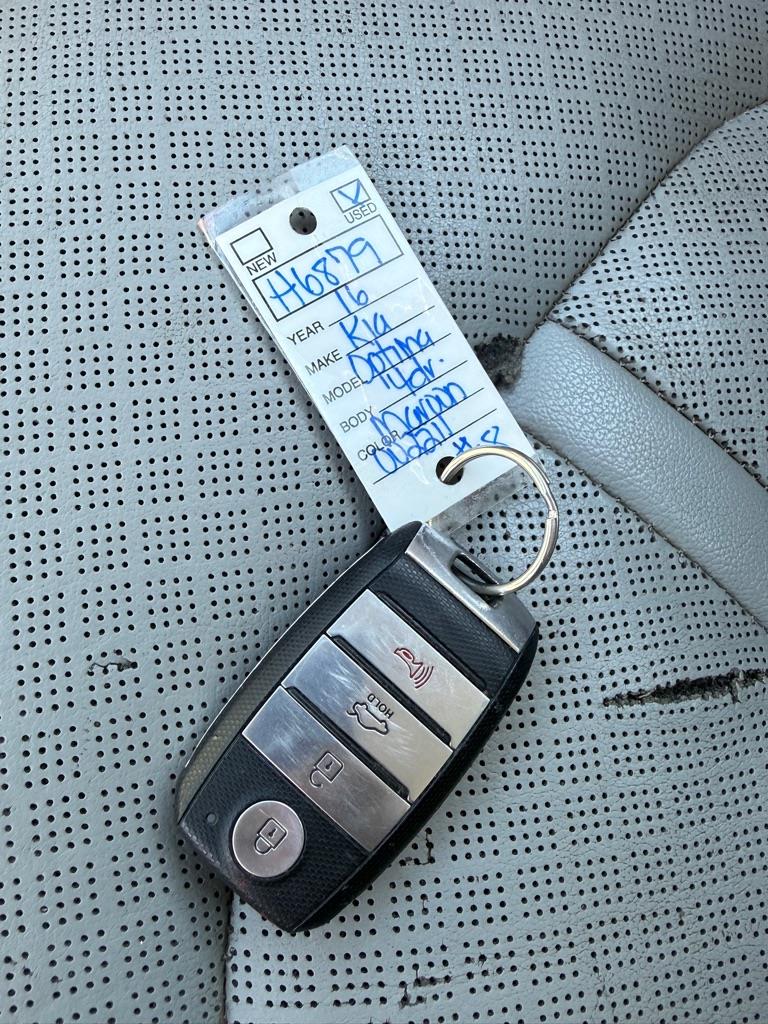 NEW USED
H6879
YEAR 16
MAKE Kia
MODEL Optima
BODY 4dr.
COLOR Maroon
HOLD